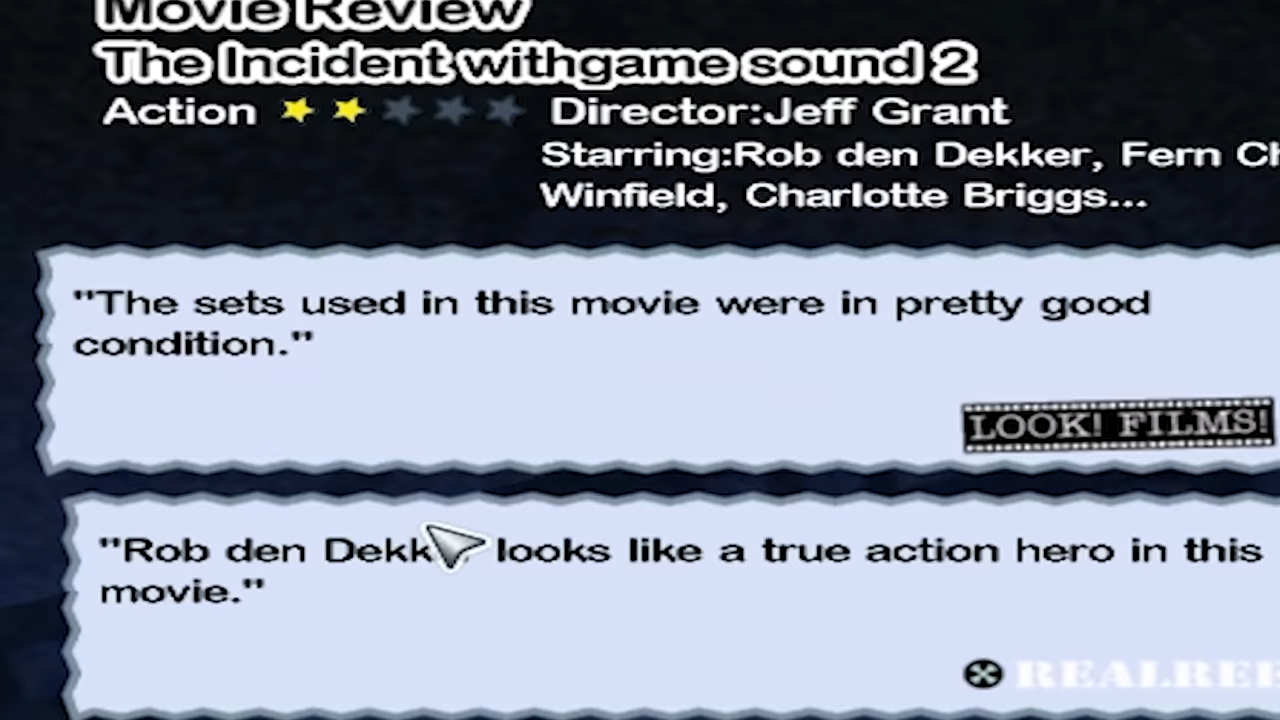 Movie Review
The Incident withgame sound 2
Action Director:Jeff Grant
Starring:Rob den Dekker, Fern
Winfield, Charlotte Briggs...
"The sets used in this movie were in pretty good
condition."
LOOK! FILMS!
"Rob den looks like a true action hero in this
movie."